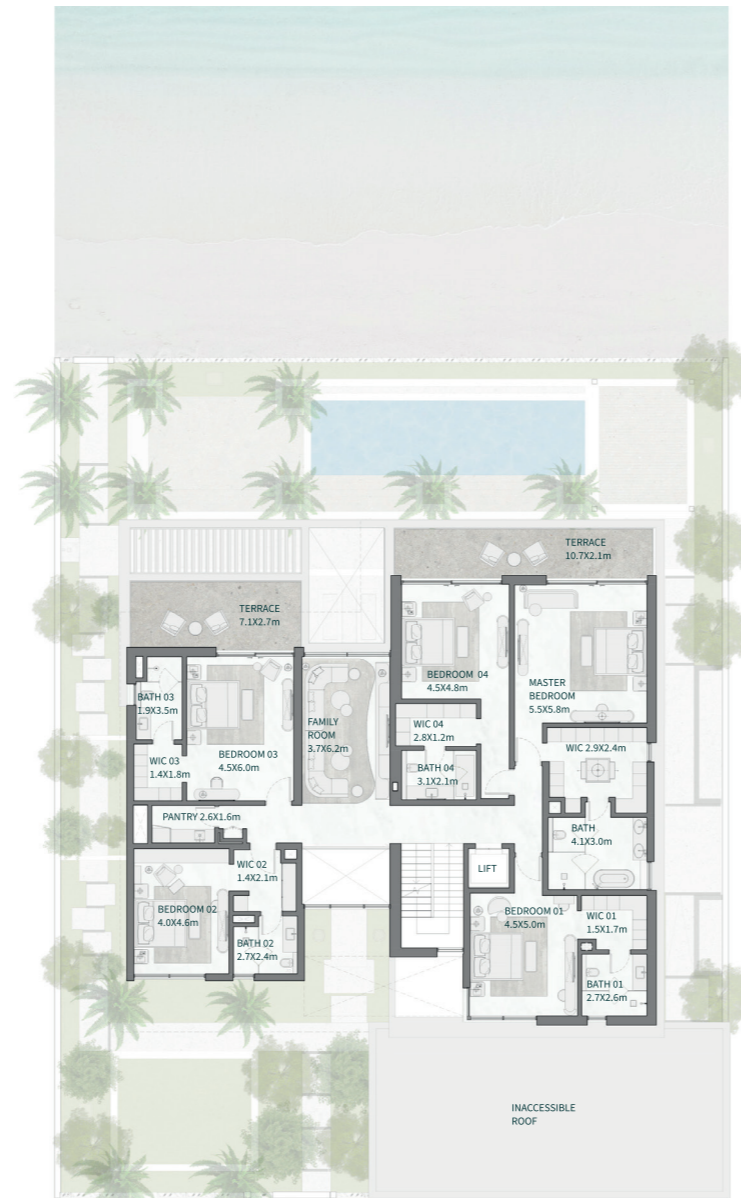 TERRACE
10.7X2.1m
TERRACE
7.1X2.7m
BEDROOM 04
4.5X4.8m
MASTER
BEDROOM
5.5X5.8m
BATH 03
1.9X3.5m
FAMILY
ROOM
3.7X6.2m
WIC 04
2.8X1.2m
BEDROOM 03
4.5X6.0m
WIC 2.9X2.4m
WIC 03
1.4X1.8m
BATH 04
3.1X2.1m
PANTRY 2.6X1.6m
BATH
4.1X3.0m
WIC 02
1.4X2.1m
LIFT
BEDROOM 02
4.0X4.6m
BEDROOM 01
4.5X5.0m
WIC 01
1.5X1.7m
BATH 02
2.7X2.4m
BATH 01
2.7X2.6m
INACCESSIBLE
ROOF